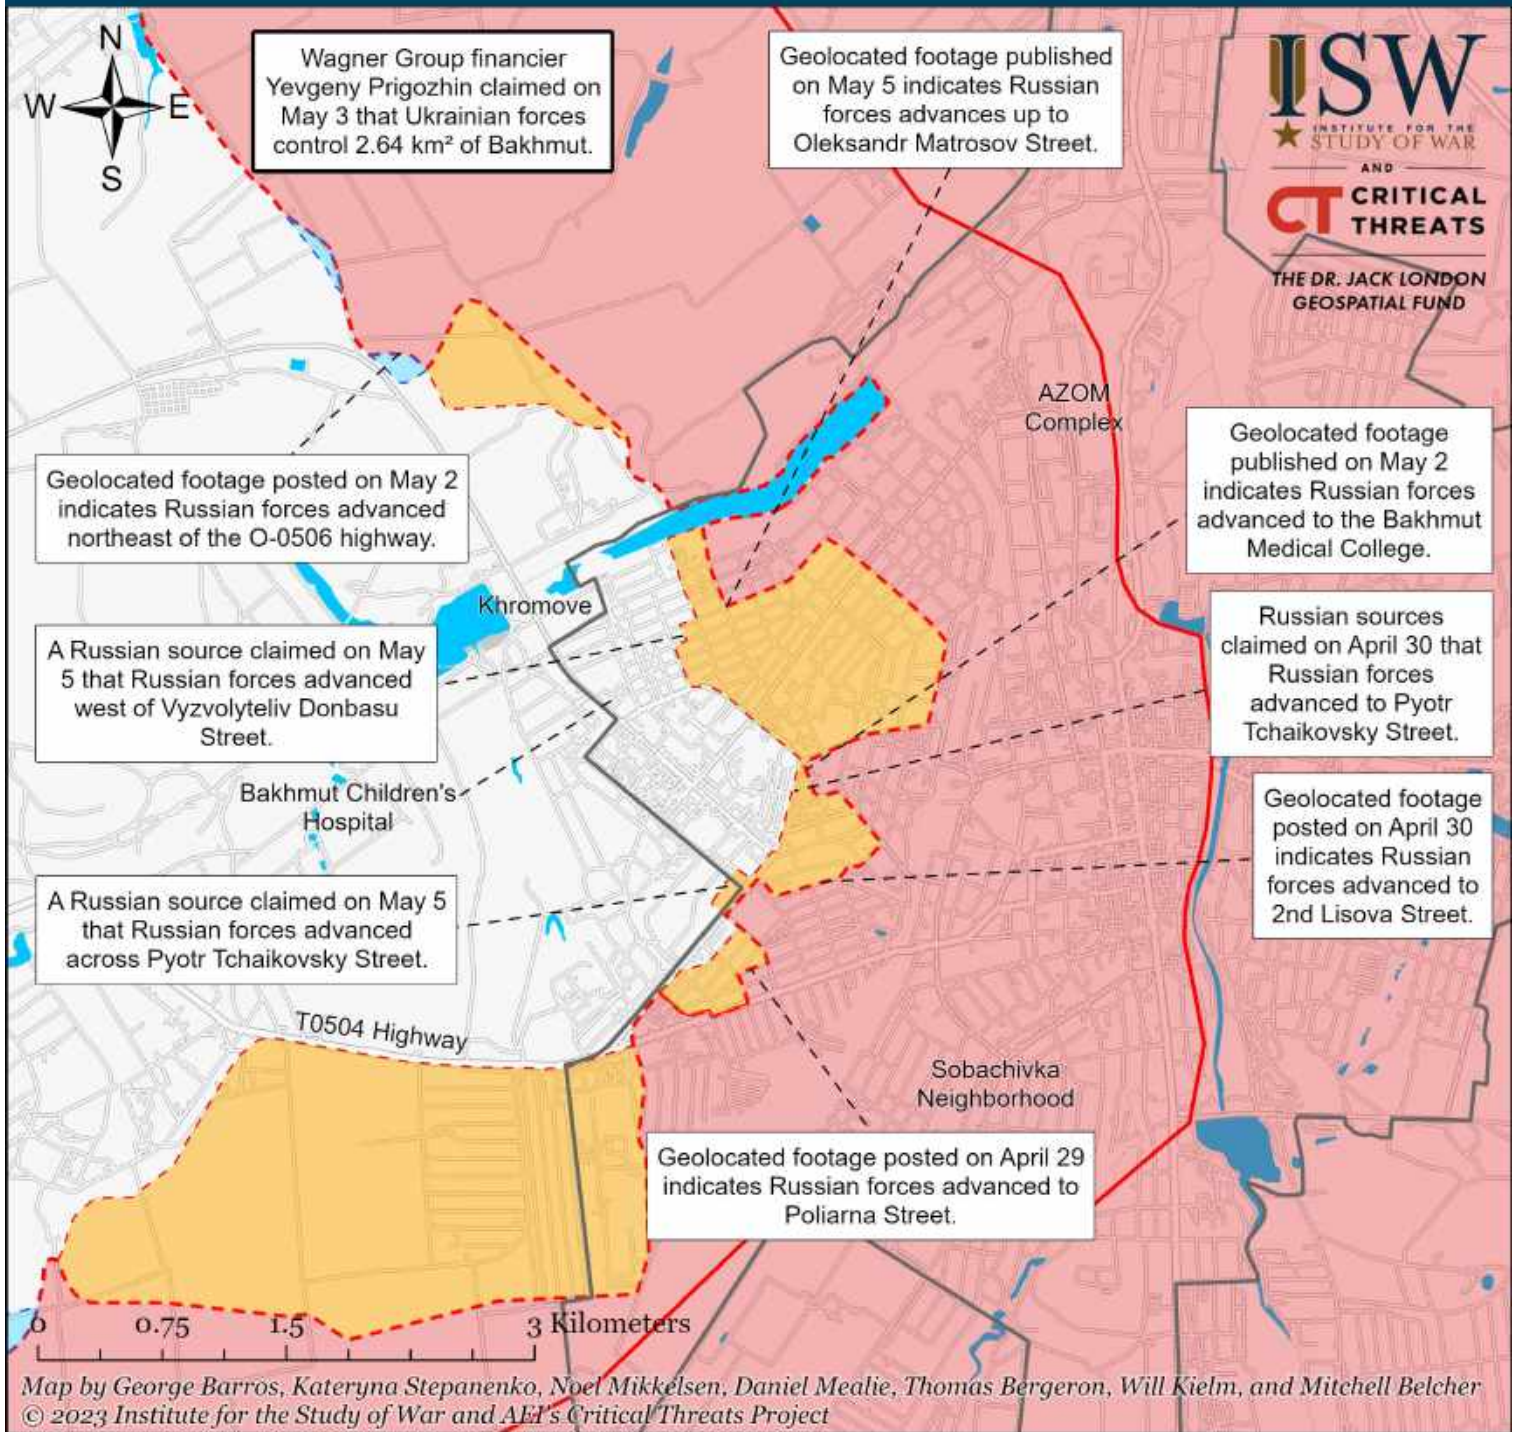 N
W E
S
Wagner Group financier
Yevgeny Prigozhin claimed on
May 3 that Ukrainian forces
control 2.64 km² of Bakhmut.
Geolocated footage published
on May 5 indicates Russian
forces advances up to
Oleksandr Matrosov Street.
ISW
INSTITUTE FOR THE
STUDY OF WAR
AND
CT CRITICAL
THREATS
THE DR. JACK LONDON
GEOSPATIAL FUND
AZOM
Complex
Geolocated footage
published on May 2
indicates Russian forces
advanced to the Bakhmut
Medical College.
Geolocated footage posted on May 2
indicates Russian forces advanced
northeast of the O-0506 highway.
Khromove
Russian sources
claimed on April 30 that
Russian forces
advanced to Pyotr
Tchaikovsky Street.
A Russian source claimed on May
5 that Russian forces advanced
west of Vyzvolyteliv Donbasu
Street.
Bakhmut Children's
Hospital
Geolocated footage
posted on April 30
indicates Russian
forces advanced to
2nd Lisova Street.
A Russian source claimed on May 5
that Russian forces advanced
across Pyotr Tchaikovsky Street.
T0504 Highway
Sobachivka
Neighborhood
Geolocated footage posted on April 29
indicates Russian forces advanced to
Poliarna Street.
0 0.75 1.5 3 Kilometers
Map by George Barros, Kateryna Stepanenko, Noel Mikkelsen, Daniel Mealie, Thomas Bergeron, Will Kielm, and Mitchell Belcher
© 2023 Institute for the Study of War and AEI's Critical Threats Project